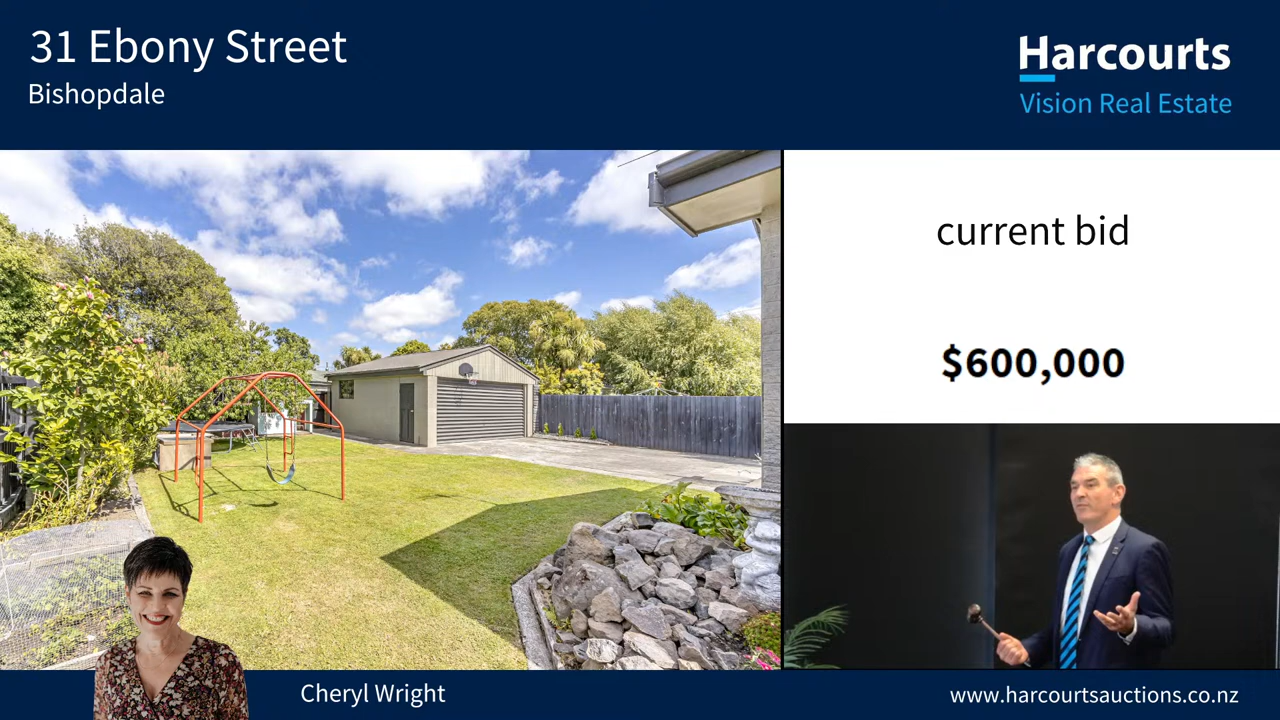 31 Ebony Street
Bishopdale
Harcourts
Vision Real Estate
current bid
$600,000
Cheryl Wright
www.harcourtsauctions.co.nz